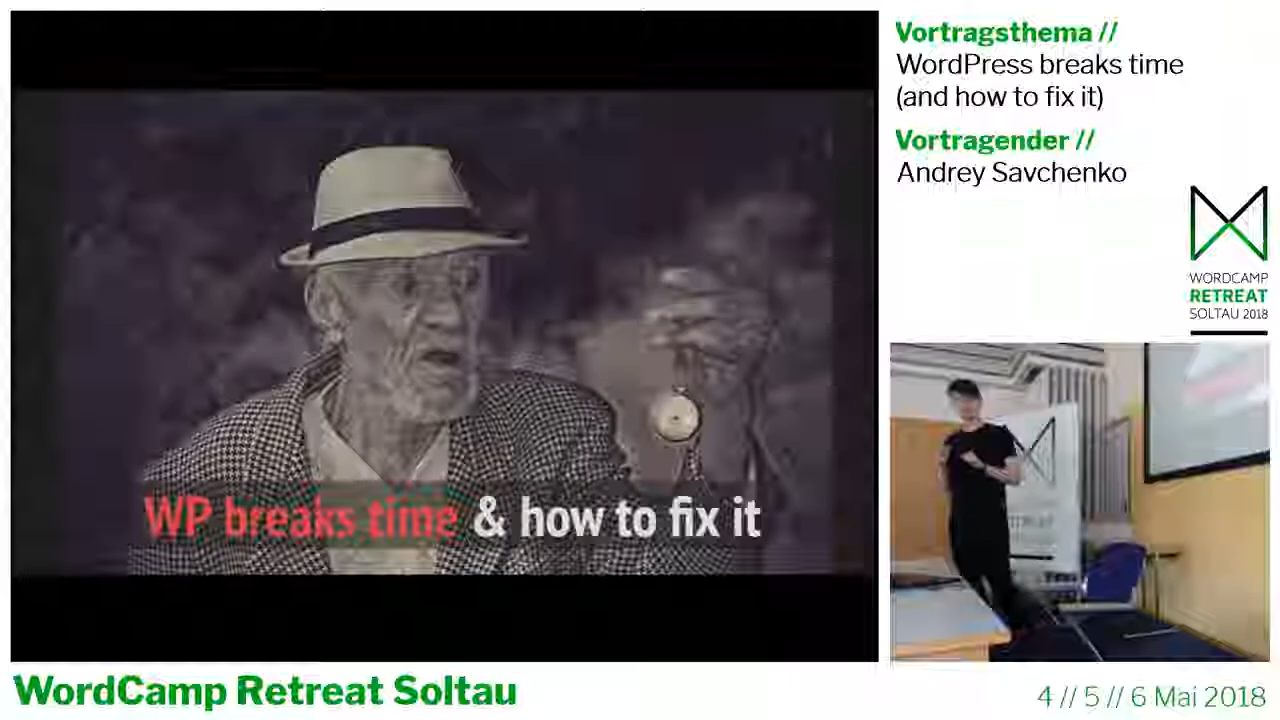 Vortragsthema //
WordPress breaks time
(and how to fix it)
Vortragender //
Andrey Savchenko
WORDCAMP
RETREAT
SOLTAU 2018
WP breaks time & how to fix it
WordCamp Retreat Soltau
4 // 5 // 6 Mai 2018